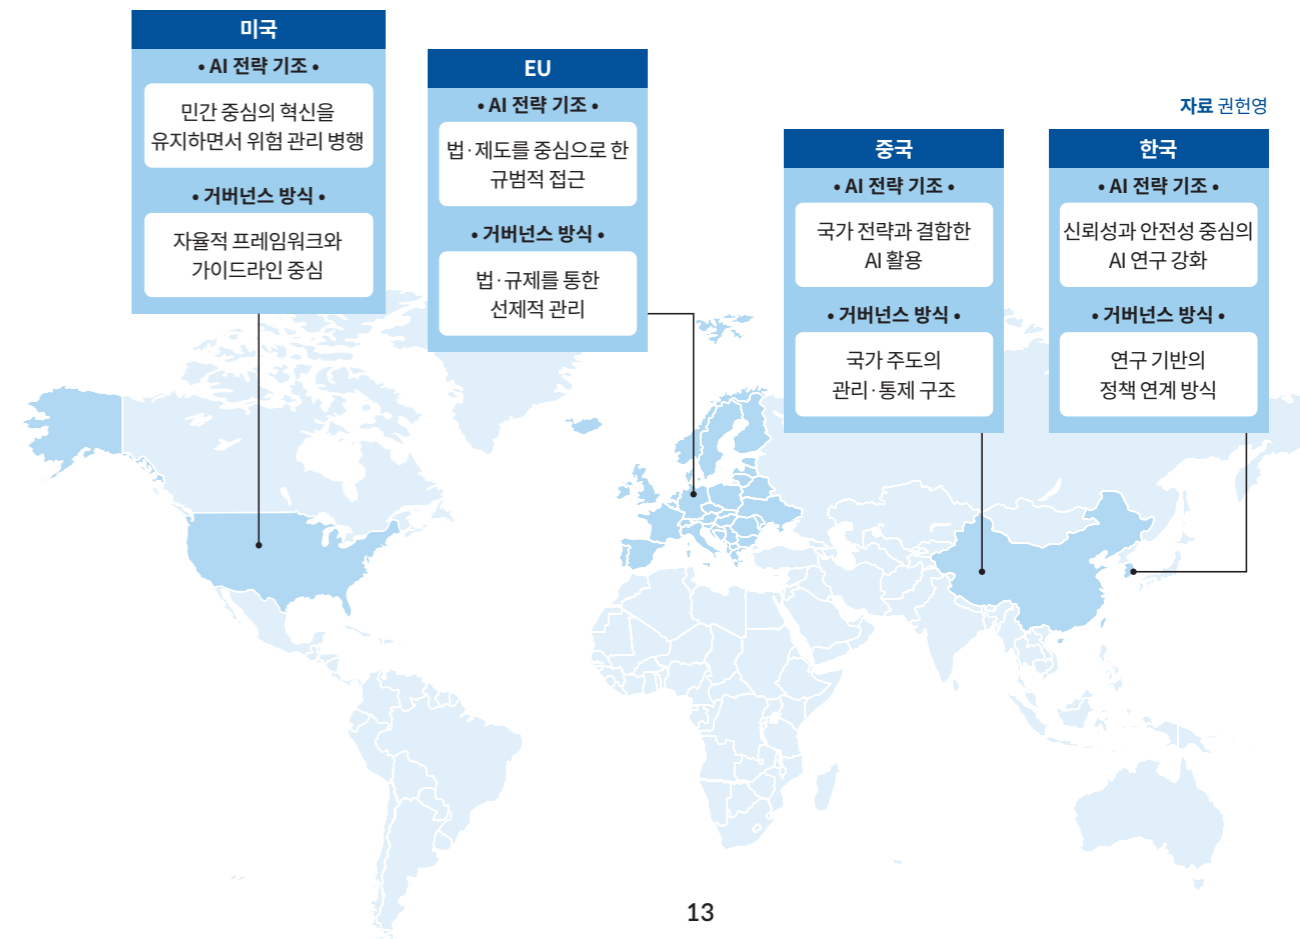 미국
• AI 전략 기조 •
민간 중심의 혁신을
유지하면서 위험 관리 병행
• 거버넌스 방식 •
자율적 프레임워크와
가이드라인 중심
EU
• AI 전략 기조 •
법·제도를 중심으로 한
규범적 접근
• 거버넌스 방식 •
법·규제를 통한
선제적 관리
자료 권헌영
중국
• AI 전략 기조 •
국가 전략과 결합한
AI 활용
• 거버넌스 방식 •
국가 주도의
관리·통제 구조
한국
• AI 전략 기조 •
신뢰성과 안전성 중심의
AI 연구 강화
• 거버넌스 방식 •
연구 기반의
정책 연계 방식
13